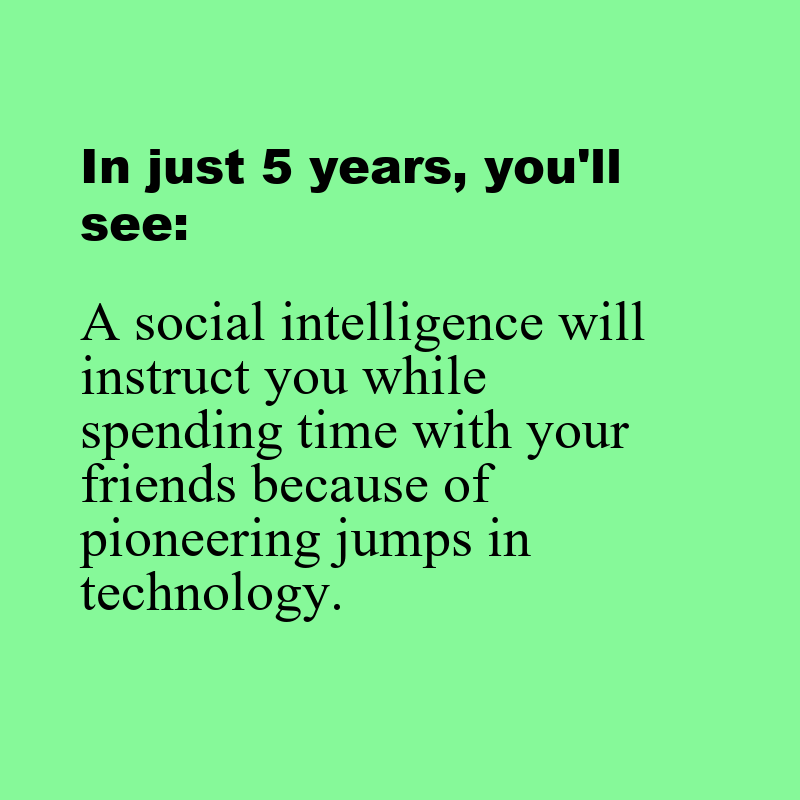 In just 5 years, you'll
see:
A social intelligence will
instruct you while
spending time with your
friends because of
pioneering jumps in
technology.